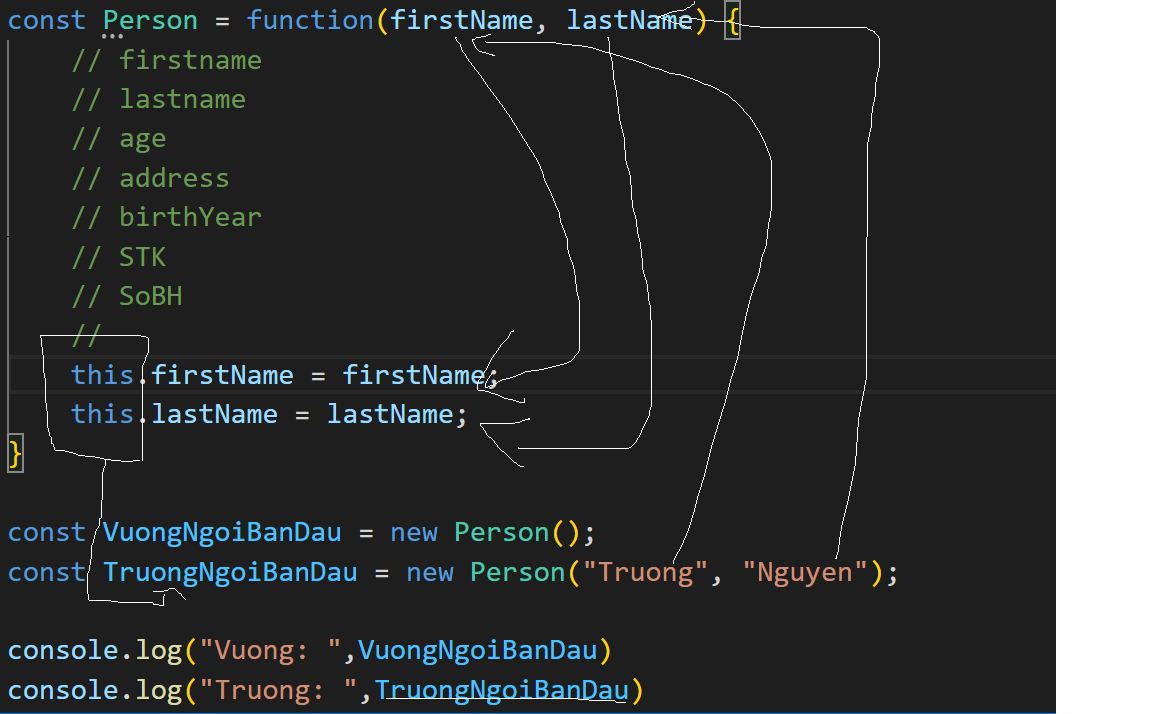 const Person = function(firstName, lastName) {
// firstname
// lastname
// age
// address
// birthYear
// STK
// SoBH
//
this.firstName = firstName;
this.lastName = lastName;
}
const VuongNgoiBanDau = new Person();
const TruongNgoiBanDau = new Person("Truong", "Nguyen");
console.log("Vuong: ",VuongNgoiBanDau)
console.log("Truong: ",TruongNgoiBanDau)